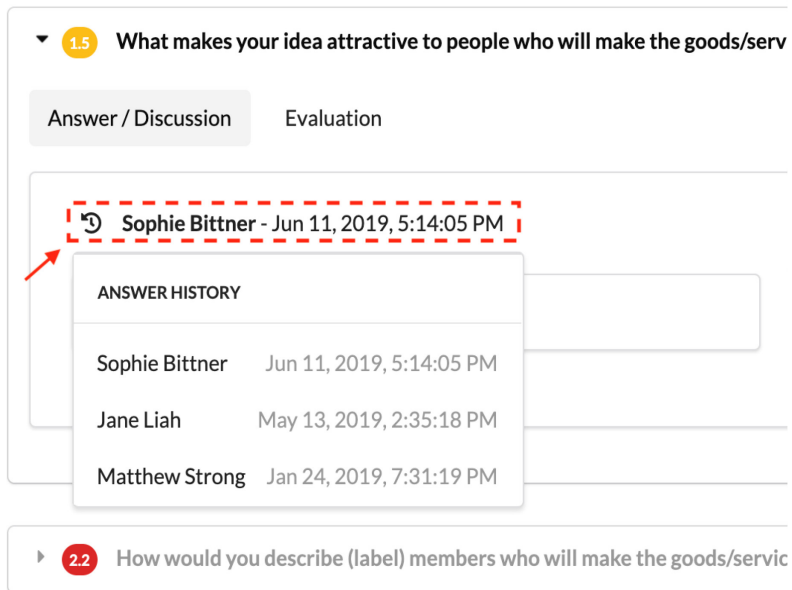 1.5 What makes your idea attractive to people who will make the goods/serv
Answer / Discussion Evaluation
Sophie Bittner - Jun 11, 2019, 5:14:05 PM
ANSWER HISTORY
Sophie Bittner Jun 11, 2019, 5:14:05 PM
Jane Liah May 13, 2019, 2:35:18 PM
Matthew Strong Jan 24, 2019, 7:31:19 PM
2.2 How would you describe (label) members who will make the goods/servic